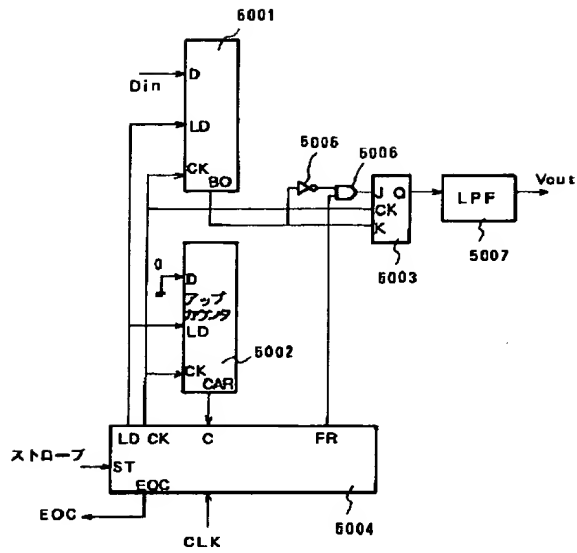 5001
D
Din
LD
CK
BO
5005
5006
J Q
CK
K
5003
LPF
5007
Vout
0
D
アップ
カウンタ
LD
5002
CK
CAR
LD CK C FR
ストローブ
ST
EOC
EOC
CLK
5004